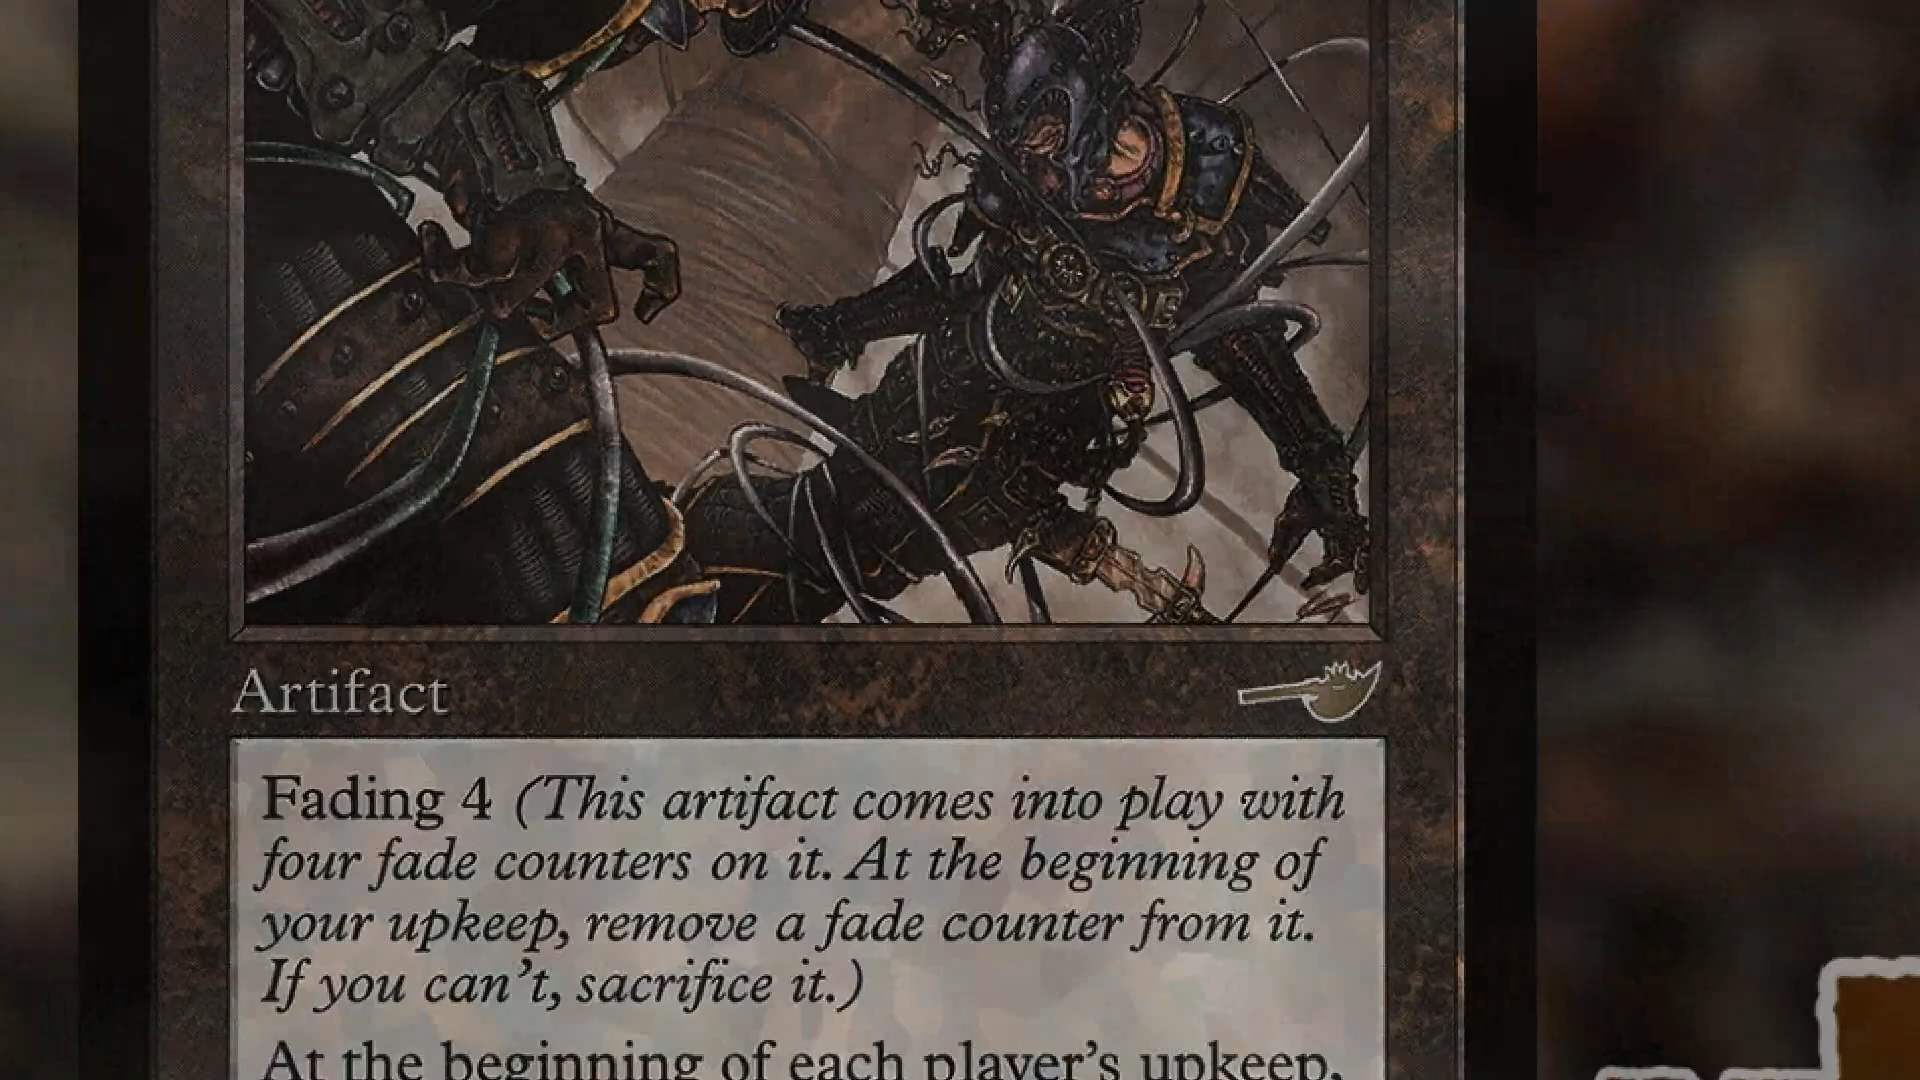 Artifact
Fading 4 (This artifact comes into play with
four fade counters on it. At the beginning of
your upkeep, remove a fade counter from it.
If you can't, sacrifice it.)
At the beginning of each player's upkeep,